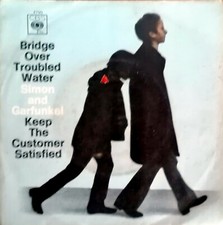 CBS
Bridge
Over
Troubled
Water
Simon
and
Garfunkel
Keep
The
Customer
Satisfied